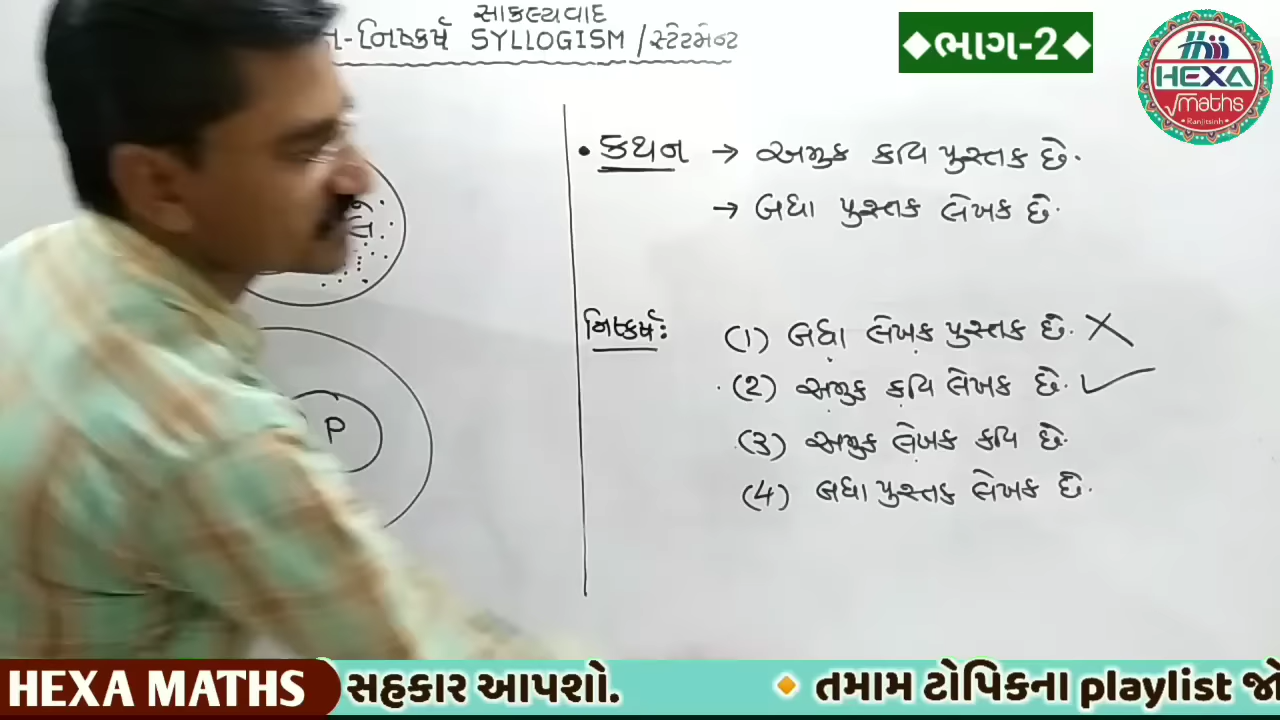 સાકલ્યવાદ
નિષ્કર્ષ SYLLOGISM / સ્ટેટમેન્ટ
◆ભાગ-2◆
HEXA
maths
Ranjitsinh
• કથન → અમુક કવિ પુસ્તક છે.
→ બધા પુસ્તક લેખક છે.
નિષ્કર્ષ:
(1) બધા લેખક પુસ્તક છે. ✗
(2) અમુક કવિ લેખક છે. ✓
(3) અમુક લેખક કવિ છે.
(4) બધા પુસ્તક લેખક છે.
P
HEXA MATHS સહકાર આપશો. 🔸 તમામ ટોપિકના playlist જો